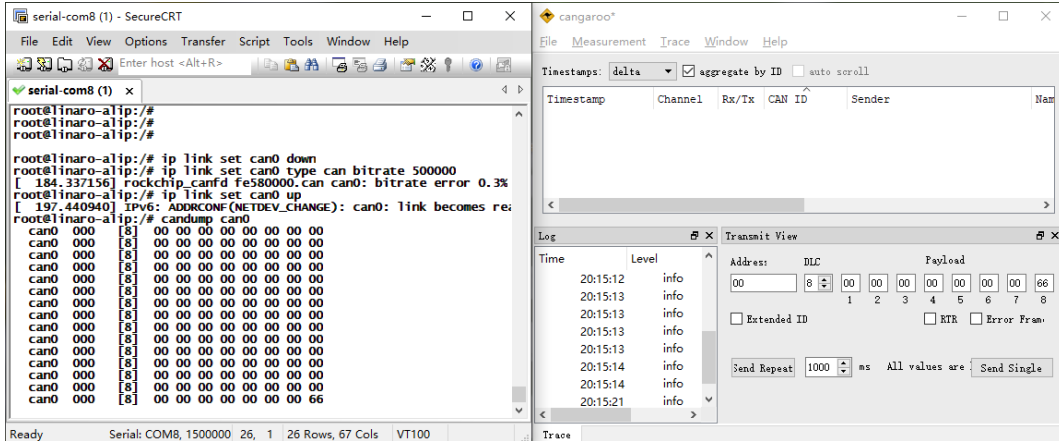 serial-com8 (1) - SecureCRT
File Edit View Options Transfer Script Tools Window Help
Enter host <Alt+R>
serial-com8 (1)
root@linaro-alip:/#
root@linaro-alip:/#
root@linaro-alip:/#
root@linaro-alip:/# ip link set can0 down
root@linaro-alip:/# ip link set can0 type can bitrate 500000
[ 184.337156] rockchip_canfd fe580000.can can0: bitrate error 0.3%
root@linaro-alip:/# ip link set can0 up
[ 197.440940] IPv6: ADDRCONF(NETDEV_CHANGE): can0: link becomes rea
root@linaro-alip:/# candump can0
can0 000 [8] 00 00 00 00 00 00 00 00
can0 000 [8] 00 00 00 00 00 00 00 00
can0 000 [8] 00 00 00 00 00 00 00 00
can0 000 [8] 00 00 00 00 00 00 00 00
can0 000 [8] 00 00 00 00 00 00 00 00
can0 000 [8] 00 00 00 00 00 00 00 00
can0 000 [8] 00 00 00 00 00 00 00 00
can0 000 [8] 00 00 00 00 00 00 00 00
can0 000 [8] 00 00 00 00 00 00 00 00
can0 000 [8] 00 00 00 00 00 00 00 00
can0 000 [8] 00 00 00 00 00 00 00 00
can0 000 [8] 00 00 00 00 00 00 00 00
can0 000 [8] 00 00 00 00 00 00 00 00
can0 000 [8] 00 00 00 00 00 00 00 00
can0 000 [8] 00 00 00 00 00 00 00 66
Ready Serial: COM8, 1500000 26, 1 26 Rows, 67 Cols VT100
cangaroo*
File Measurement Trace Window Help
Timestamps: delta aggregate by ID auto scroll
Timestamp Channel Rx/Tx CAN ID Sender Nam
Log
Time Level
20:15:12 info
20:15:13 info
20:15:13 info
20:15:13 info
20:15:13 info
20:15:14 info
20:15:14 info
20:15:21 info
Transmit View
Address DLC Payload
00 8 00 00 00 00 00 00 00 66
1 2 3 4 5 6 7 8
Extended ID RTR Error Fram
Send Repeat 1000 ms All values are Send Single
Trace